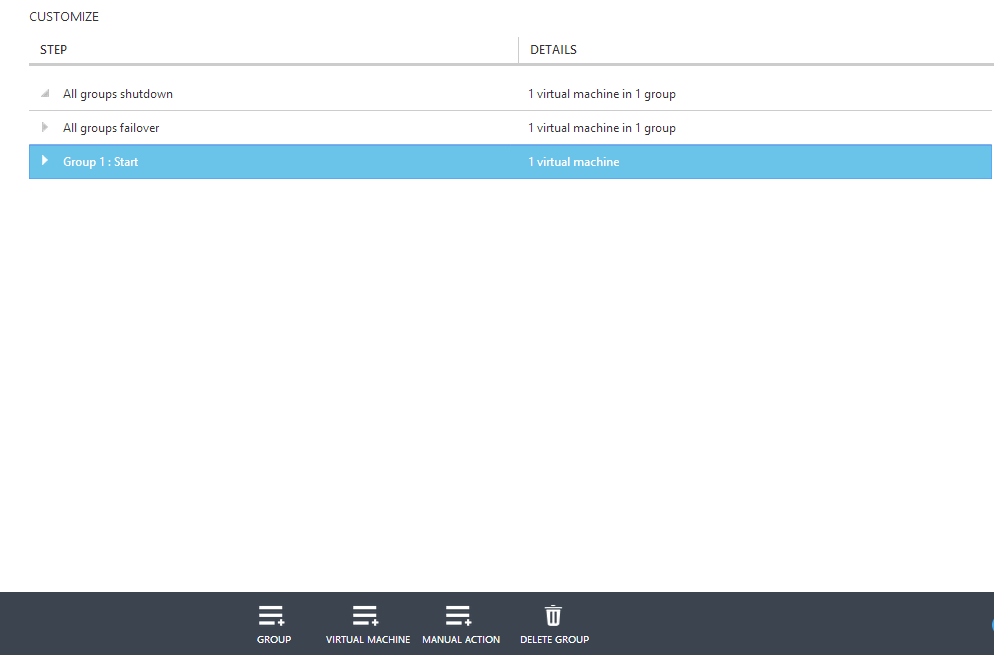 CUSTOMIZE
STEP DETAILS
All groups shutdown 1 virtual machine in 1 group
All groups failover 1 virtual machine in 1 group
Group 1 : Start 1 virtual machine
GROUP VIRTUAL MACHINE MANUAL ACTION DELETE GROUP